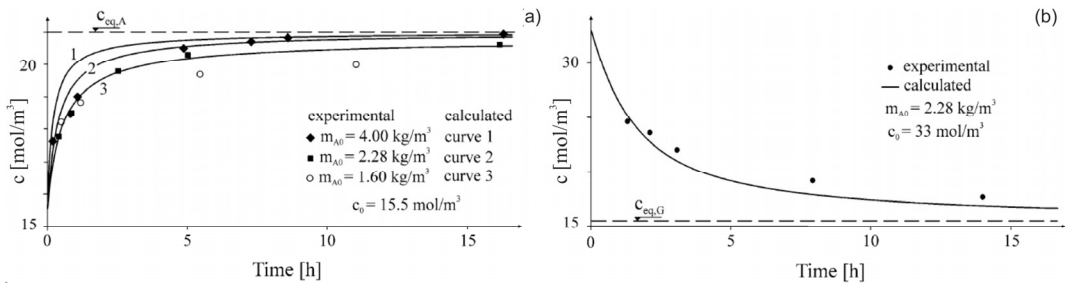 (a)
c_eq,A
1
2
3
20
15
c [mol/m³]
experimental calculated
◆ m_A0 = 4.00 kg/m³ curve 1
■ m_A0 = 2.28 kg/m³ curve 2
○ m_A0 = 1.60 kg/m³ curve 3
c_0 = 15.5 mol/m³
0 5 10 15
Time [h]
(b)
30
15
c [mol/m³]
● experimental
— calculated
m_A0 = 2.28 kg/m³
c_0 = 33 mol/m³
c_eq,G
0 5 10 15
Time [h]